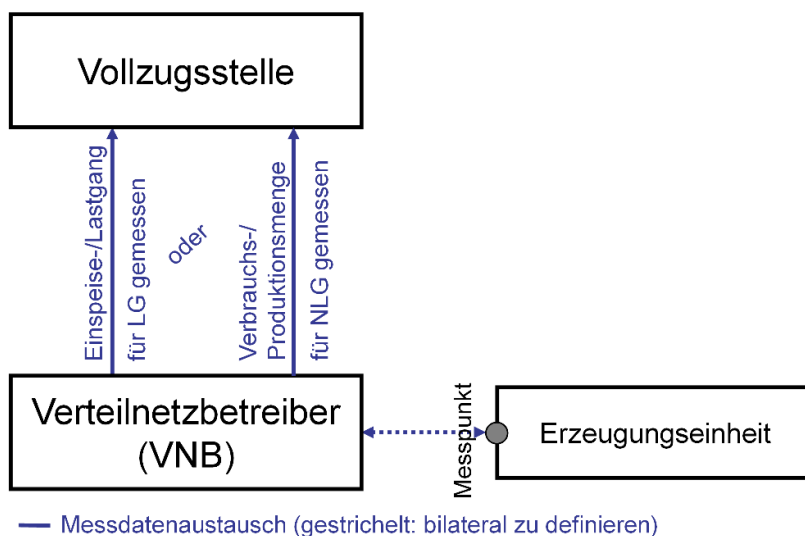 Vollzugsstelle
Einspeise-/Lastgang
für LG gemessen
oder
Verbrauchs-/
Produktionsmenge
für NLG gemessen
Verteilnetzbetreiber
(VNB)
Messpunkt
Erzeugungseinheit
Messdatenaustausch (gestrichelt: bilateral zu definieren)